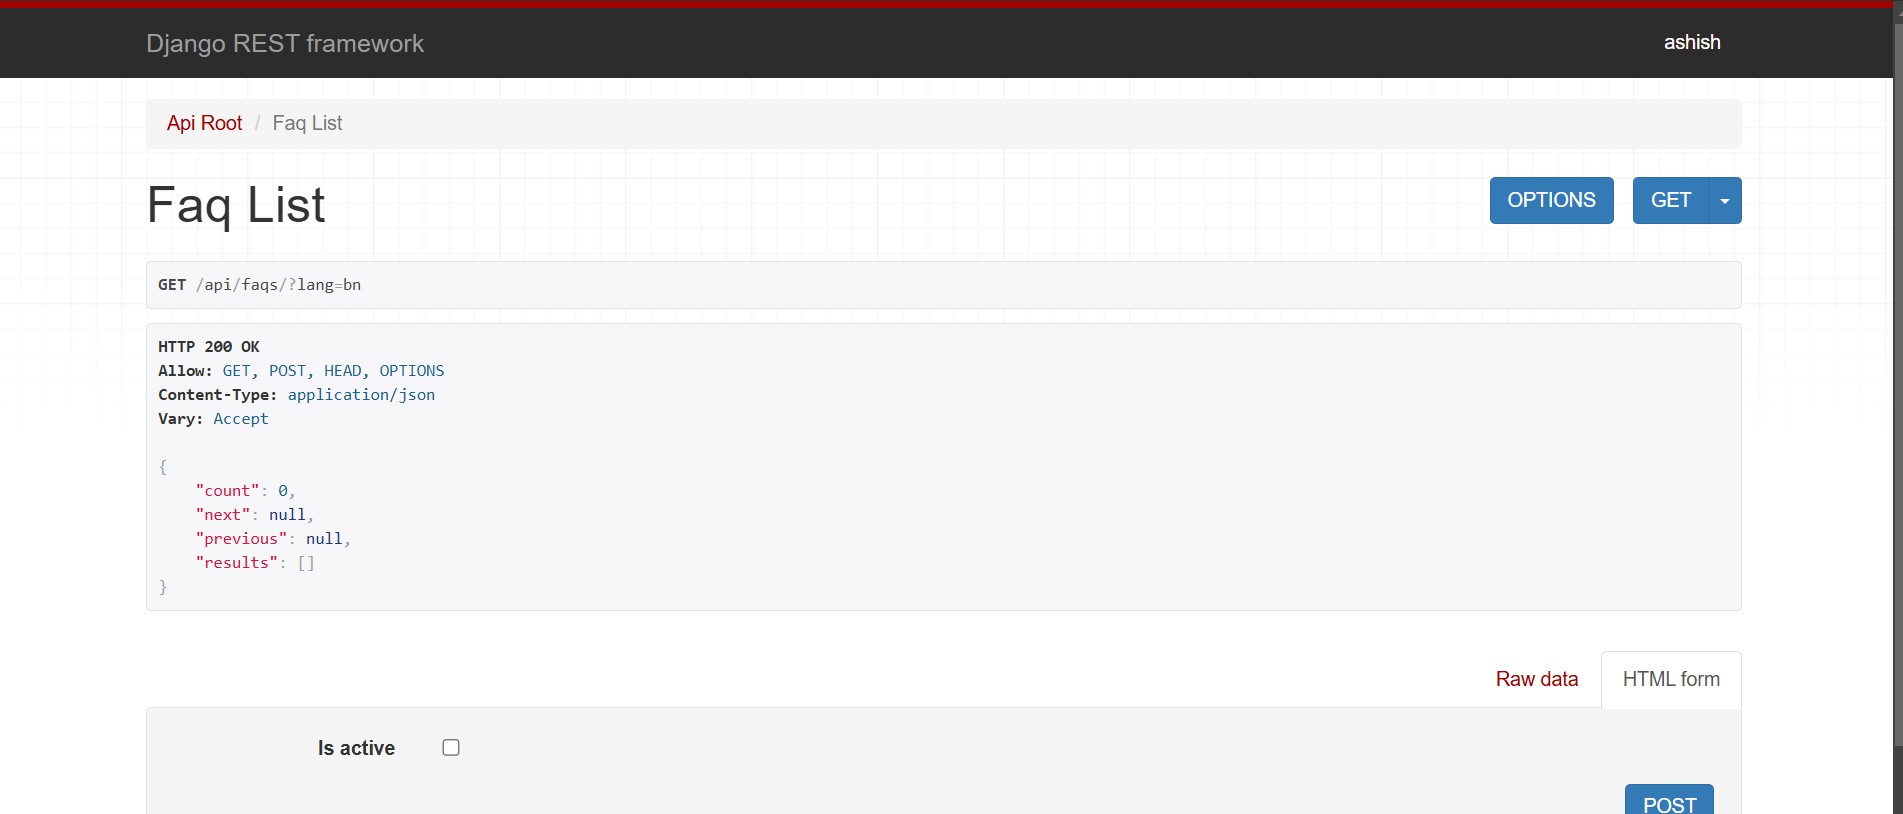 Django REST framework
ashish
Api Root / Faq List
Faq List
OPTIONS
GET
GET /api/faqs/?lang=bn
HTTP 200 OK
Allow: GET, POST, HEAD, OPTIONS
Content-Type: application/json
Vary: Accept
{
    "count": 0,
    "next": null,
    "previous": null,
    "results": []
}
Raw data
HTML form
Is active
POST